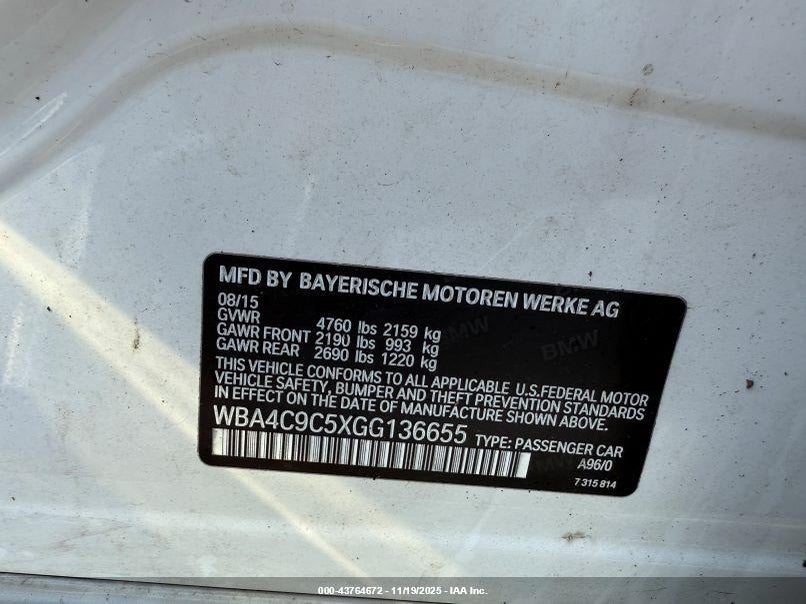 MFD BY BAYERISCHE MOTOREN WERKE AG
08/15
GVWR 4760 lbs 2159 kg
GAWR FRONT 2190 lbs 993 kg
GAWR REAR 2690 lbs 1220 kg
THIS VEHICLE CONFORMS TO ALL APPLICABLE U.S.FEDERAL MOTOR
VEHICLE SAFETY, BUMPER AND THEFT PREVENTION STANDARDS
IN EFFECT ON THE DATE OF MANUFACTURE SHOWN ABOVE.
WBA4C9C5XGG136655 TYPE: PASSENGER CAR
A96/0
7 315 814
BMW
BMW
000-43764672 - 11/19/2025 - IAA Inc.